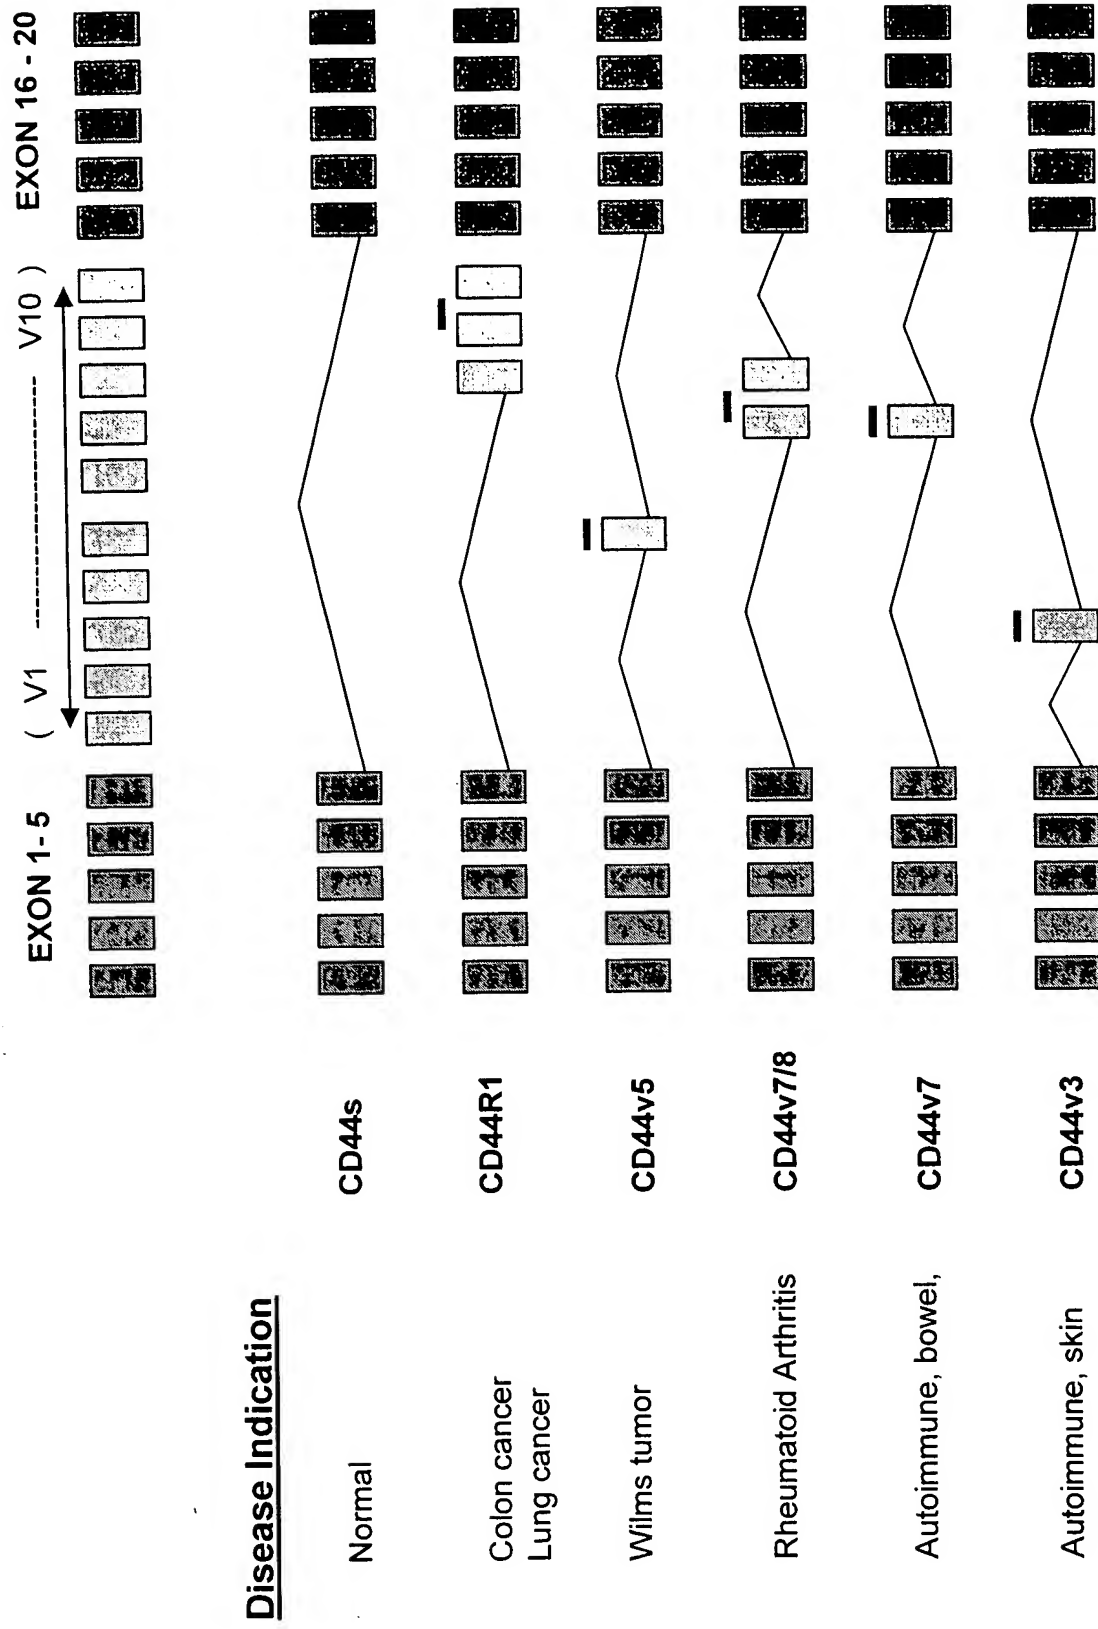 EXON 1- 5 ( V1 ------------------- V10 ) EXON 16 - 20
Disease Indication
Normal CD44s
Colon cancer CD44R1
Lung cancer
Wilms tumor CD44v5
Rheumatoid Arthritis CD44v7/8
Autoimmune, bowel, CD44v7
Autoimmune, skin CD44v3